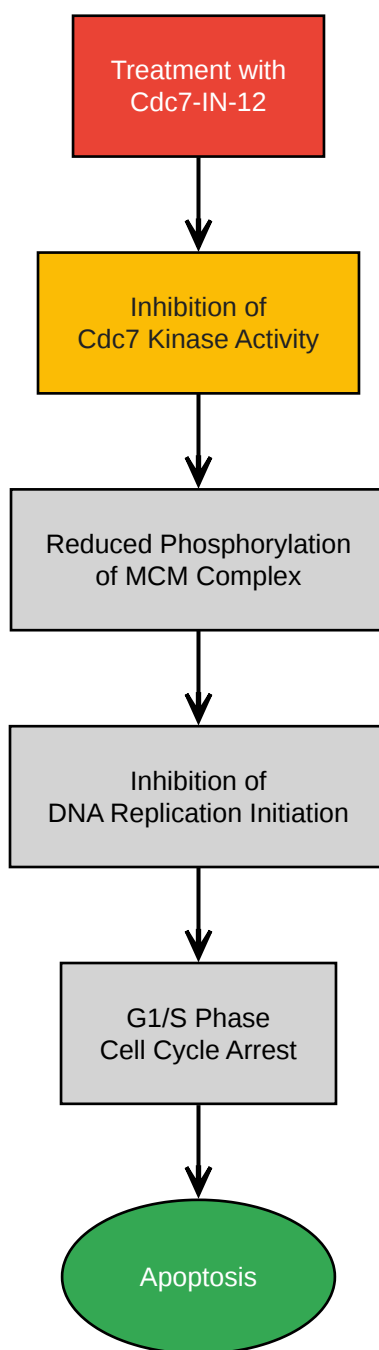 Treatment with
Cdc7-IN-12
Inhibition of
Cdc7 Kinase Activity
Reduced Phosphorylation
of MCM Complex
Inhibition of
DNA Replication Initiation
G1/S Phase
Cell Cycle Arrest
Apoptosis